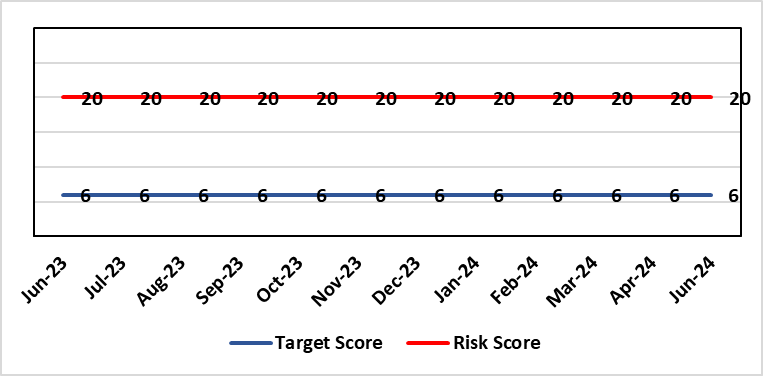 20 20 20 20 20 20 20 20 20 20 20 20
6 6 6 6 6 6 6 6 6 6 6 6
Jun-23 Jul-23 Aug-23 Sep-23 Oct-23 Nov-23 Dec-23 Jan-24 Feb-24 Mar-24 Apr-24 Jun-24
Target Score Risk Score